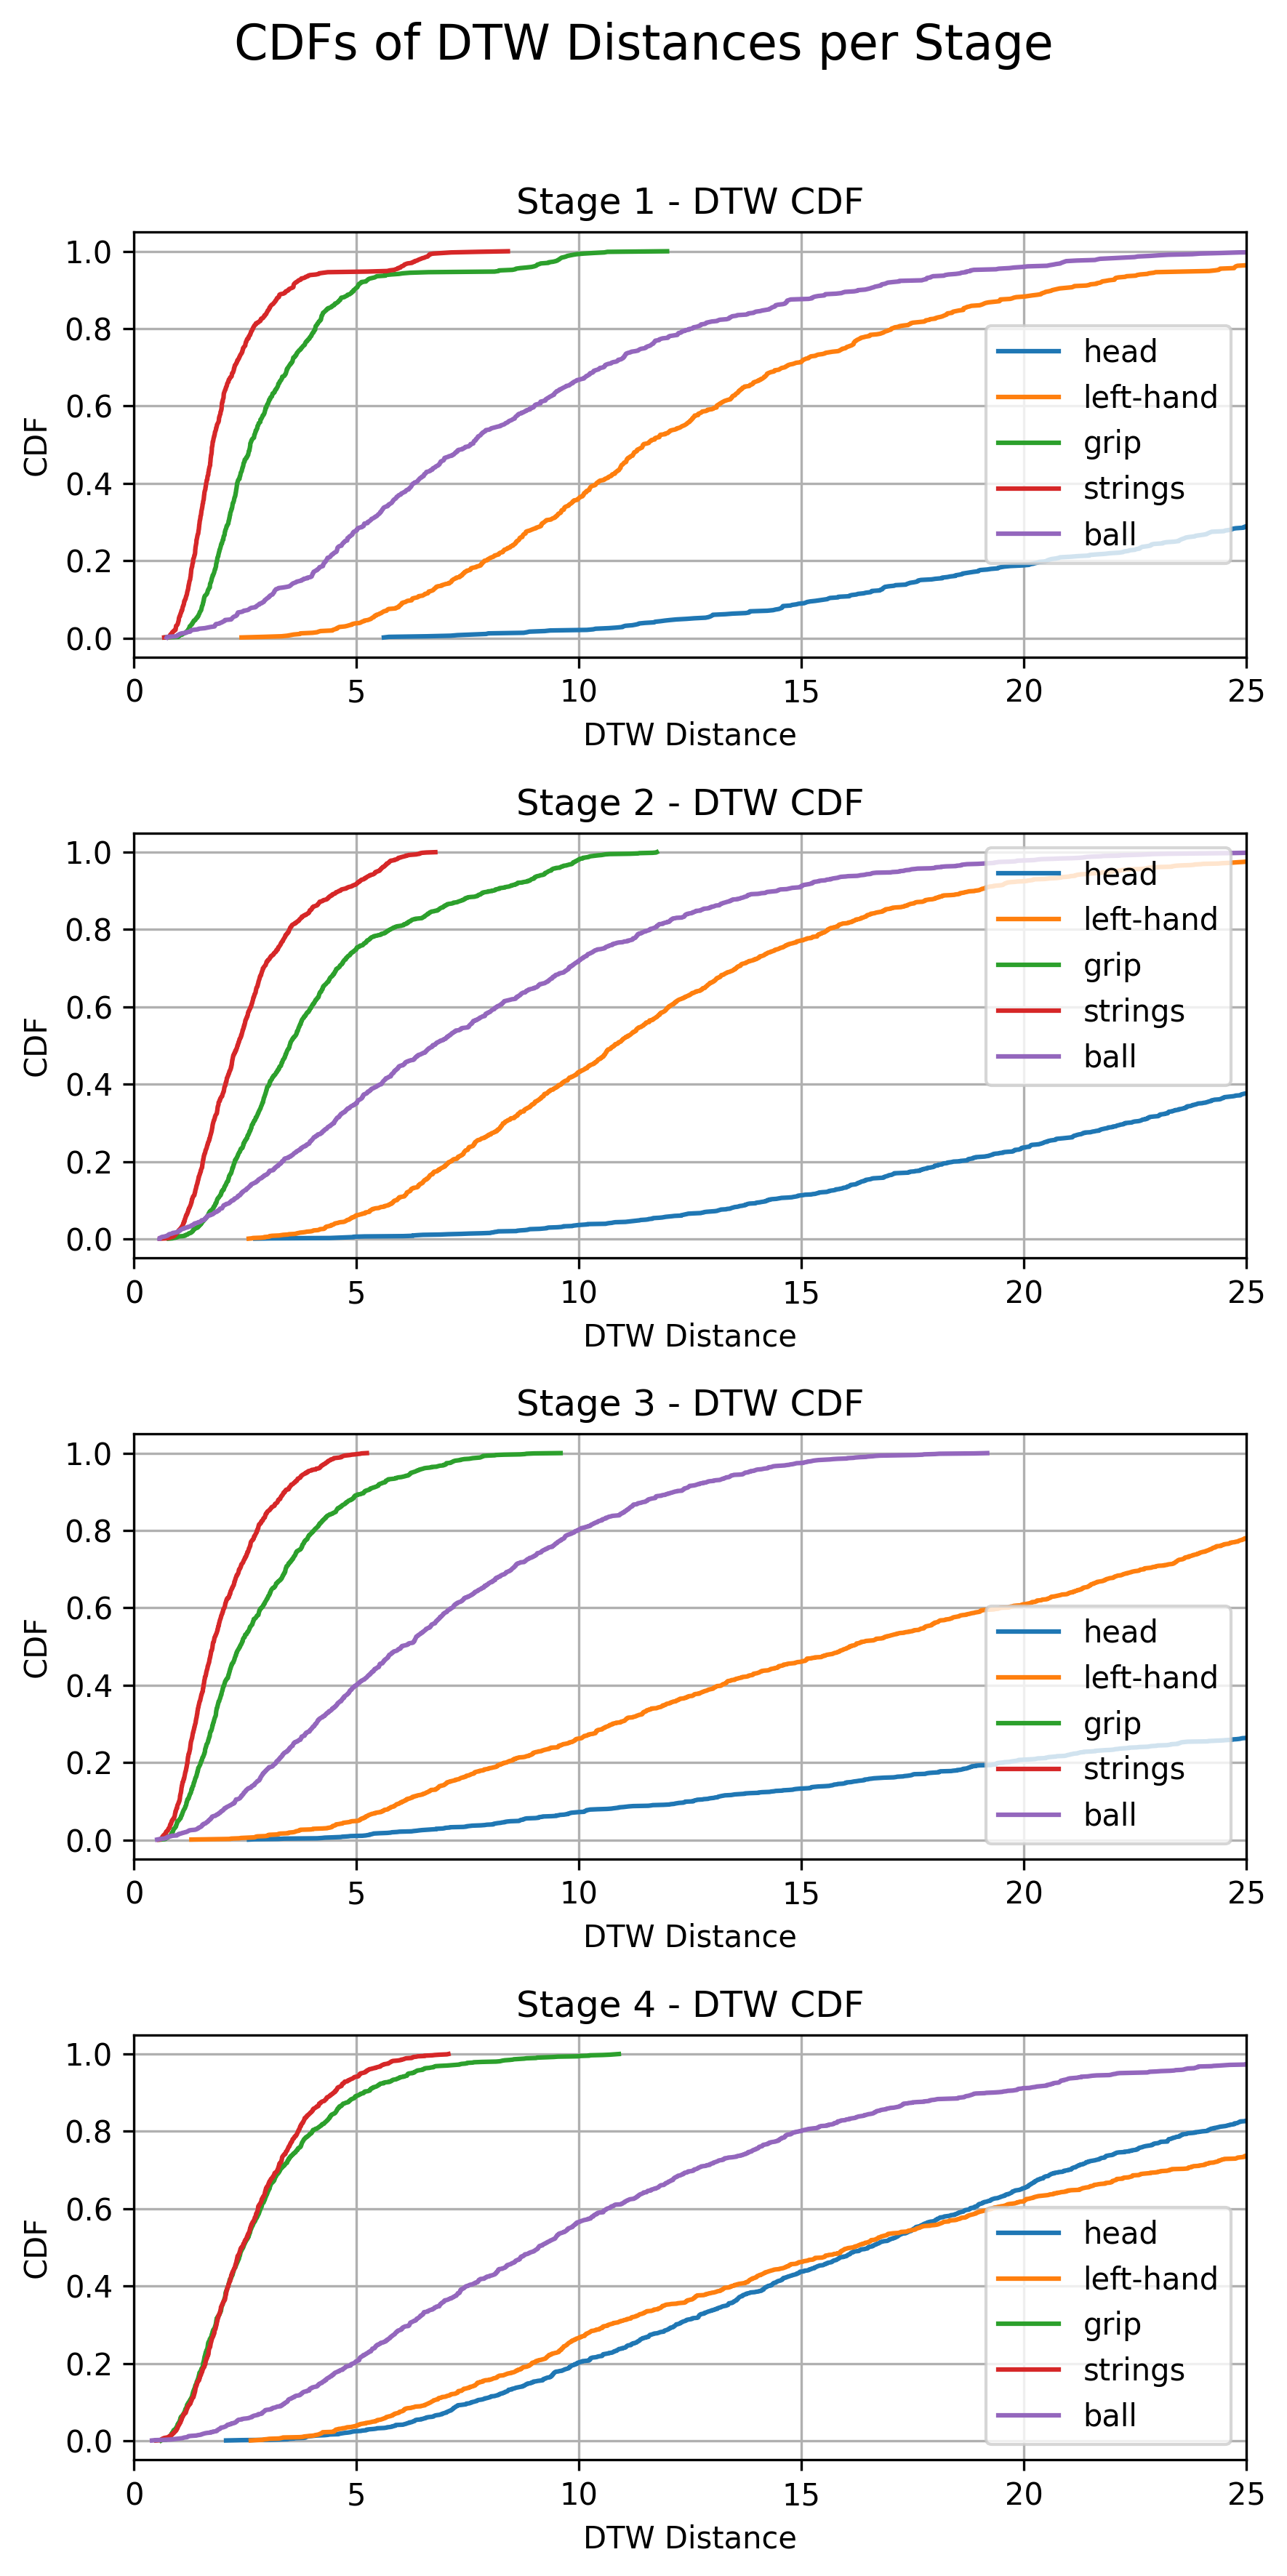 CDFs of DTW Distances per Stage
Stage 1 - DTW CDF
CDF
1.0
0.8
0.6
0.4
0.2
0.0
head
left-hand
grip
strings
ball
0 5 10 15 20 25
DTW Distance
Stage 2 - DTW CDF
CDF
1.0
0.8
0.6
0.4
0.2
0.0
head
left-hand
grip
strings
ball
0 5 10 15 20 25
DTW Distance
Stage 3 - DTW CDF
CDF
1.0
0.8
0.6
0.4
0.2
0.0
head
left-hand
grip
strings
ball
0 5 10 15 20 25
DTW Distance
Stage 4 - DTW CDF
CDF
1.0
0.8
0.6
0.4
0.2
0.0
head
left-hand
grip
strings
ball
0 5 10 15 20 25
DTW Distance